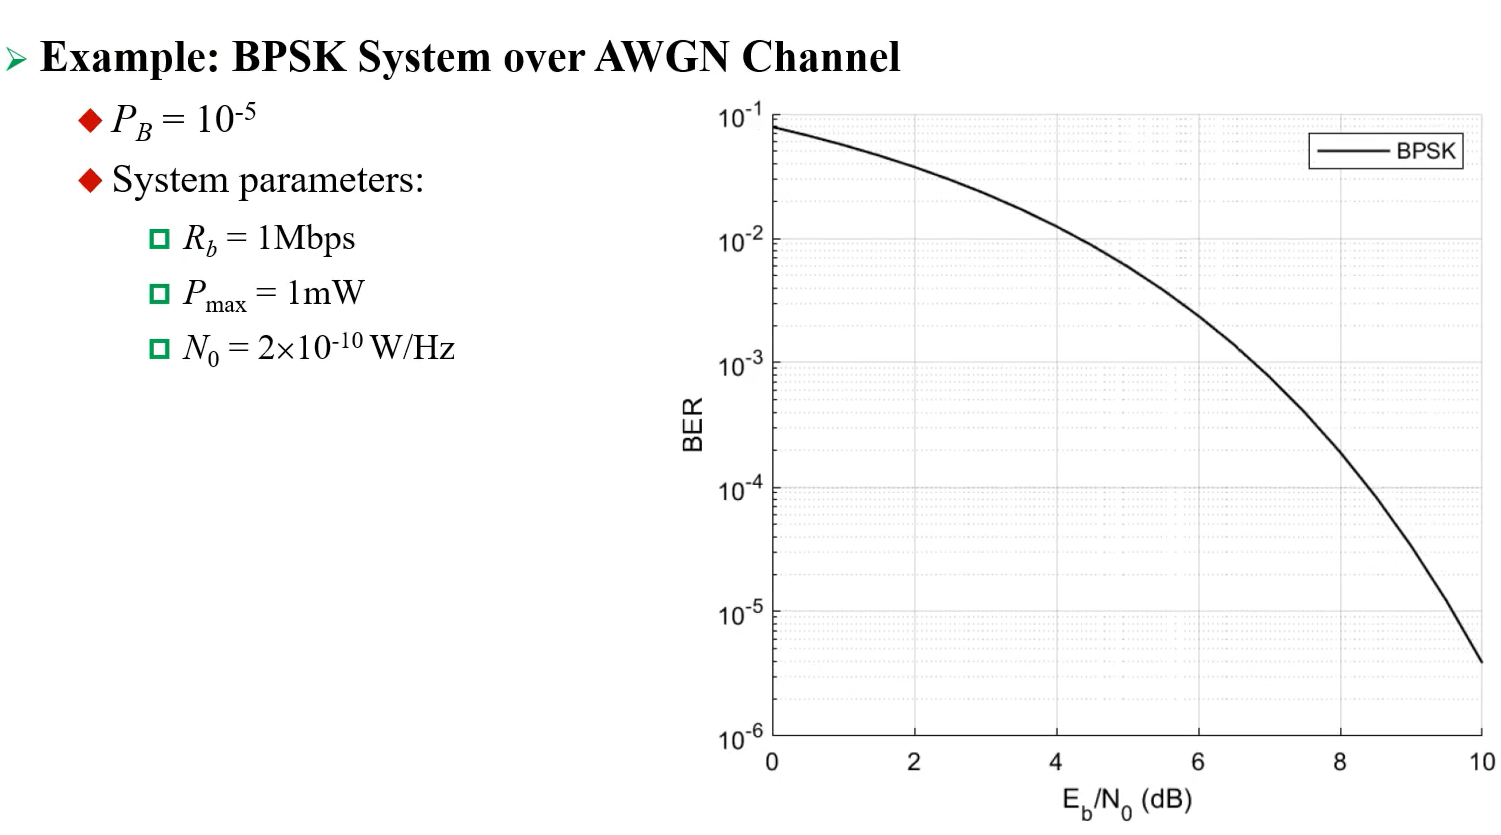 ➢ Example: BPSK System over AWGN Channel
◆ P_B = 10^-5
◆ System parameters:
R_b = 1Mbps
P_max = 1mW
N_0 = 2×10^-10 W/Hz
BPSK
10^-1
10^-2
10^-3
10^-4
10^-5
10^-6
BER
0 2 4 6 8 10
E_b/N_0 (dB)